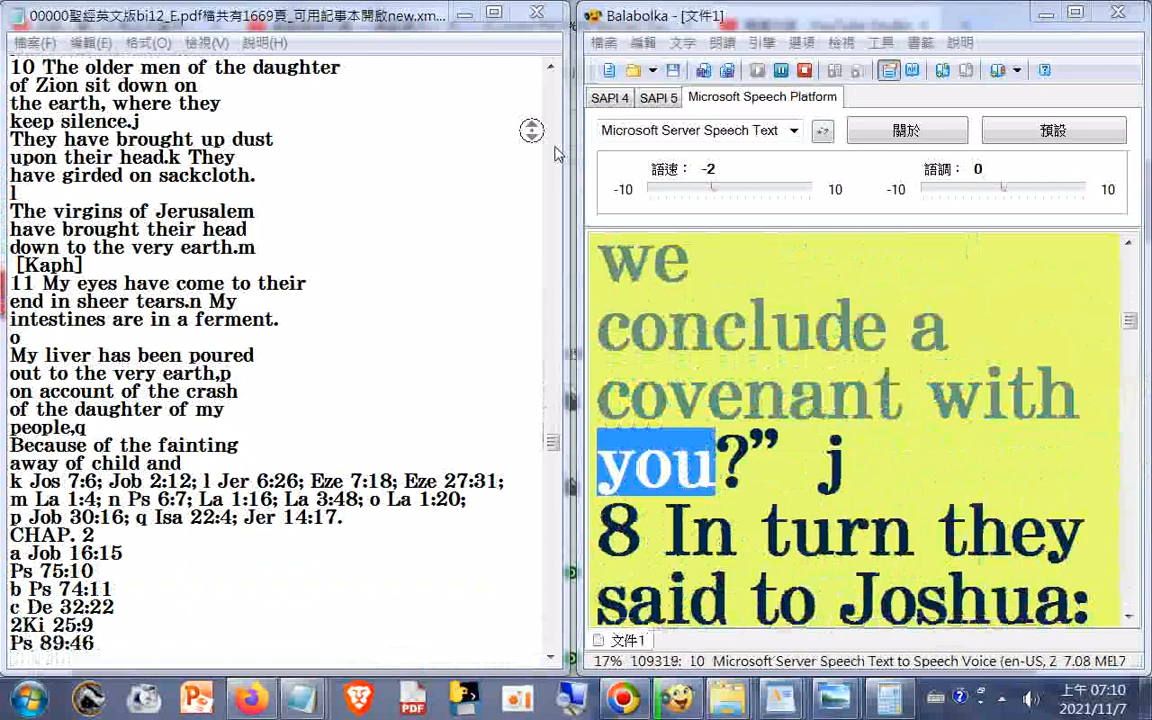 00000聖經英文版bi12_E.pdf檔共有1669頁_可用記事本開啟new.xm...
檔案(F) 編輯(E) 格式(O) 檢視(V) 說明(H)
10 The older men of the daughter
of Zion sit down on
the earth, where they
keep silence.j
They have brought up dust
upon their head.k They
have girded on sackcloth.
l
The virgins of Jerusalem
have brought their head
down to the very earth.m
[Kaph]
11 My eyes have come to their
end in sheer tears.n My
intestines are in a ferment.
o
My liver has been poured
out to the very earth,p
on account of the crash
of the daughter of my
people,q
Because of the fainting
away of child and
k Jos 7:6; Job 2:12; l Jer 6:26; Eze 7:18; Eze 27:31;
m La 1:4; n Ps 6:7; La 1:16; La 3:48; o La 1:20;
p Job 30:16; q Isa 22:4; Jer 14:17.
CHAP. 2
a Job 16:15
Ps 75:10
b Ps 74:11
c De 32:22
2Ki 25:9
Ps 89:46
Balabolka - [文件1]
檔案 編輯 文字 朗讀 引擎 選項 檢視 工具 書籤 說明
SAPI 4 SAPI 5 Microsoft Speech Platform
Microsoft Server Speech Text 關於 預設
語速: -2 語調: 0
-10 10 -10 10
we
conclude a
covenant with
you?” j
8 In turn they
said to Joshua:
文件1
17% 109319: 10 Microsoft Server Speech Text to Speech Voice (en-US, 2 7.08 ME 17
PDF
上午 07:10
2021/11/7